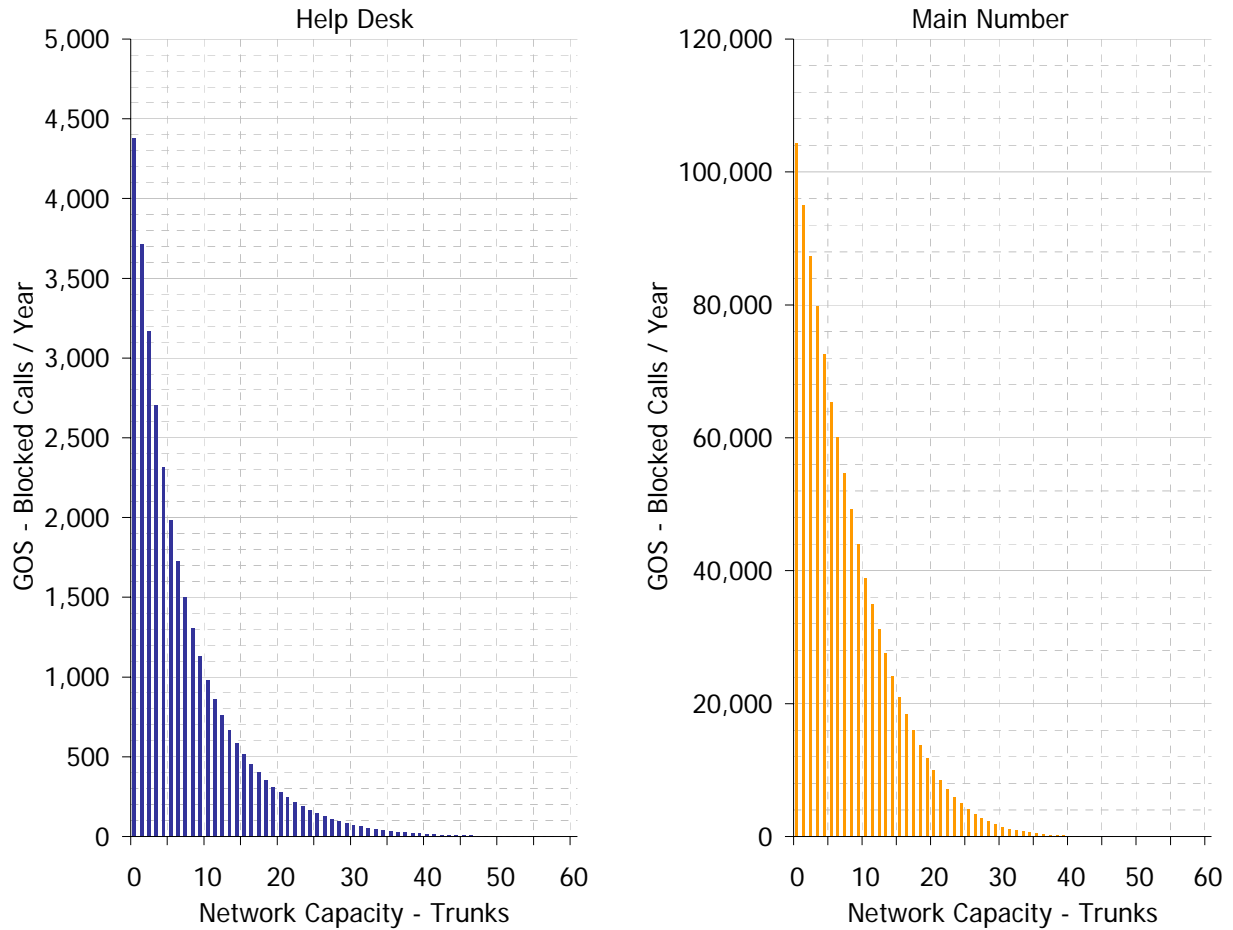 Help Desk
5,000
4,500
4,000
3,500
3,000
2,500
2,000
1,500
1,000
500
0
GOS - Blocked Calls / Year
0 10 20 30 40 50 60
Network Capacity - Trunks
Main Number
120,000
100,000
80,000
60,000
40,000
20,000
0
GOS - Blocked Calls / Year
0 10 20 30 40 50 60
Network Capacity - Trunks